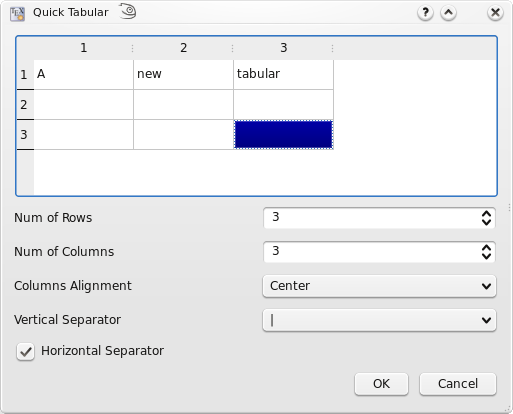 Quick Tabular
?
1 2 3
1 A new tabular
2
3
Num of Rows 3
Num of Columns 3
Columns Alignment Center
Vertical Separator |
Horizontal Separator
OK Cancel